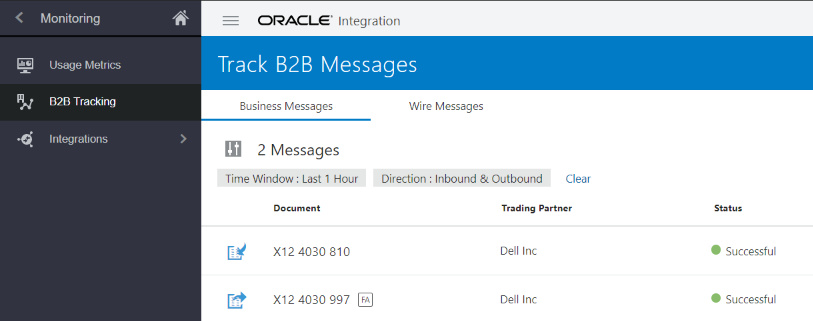 Monitoring
ORACLE Integration
Usage Metrics
B2B Tracking
Integrations
Track B2B Messages
Business Messages Wire Messages
2 Messages
Time Window : Last 1 Hour Direction : Inbound & Outbound Clear
Document Trading Partner Status
X12 4030 810 Dell Inc Successful
X12 4030 997 FA Dell Inc Successful